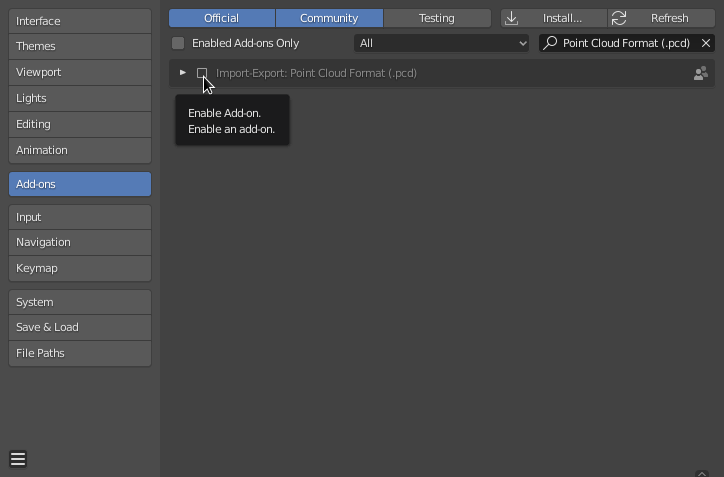 Interface
Themes
Viewport
Lights
Editing
Animation
Add-ons
Input
Navigation
Keymap
System
Save & Load
File Paths
Official Community Testing Install... Refresh
Enabled Add-ons Only All Point Cloud Format (.pcd)
Import-Export: Point Cloud Format (.pcd)
Enable Add-on.
Enable an add-on.